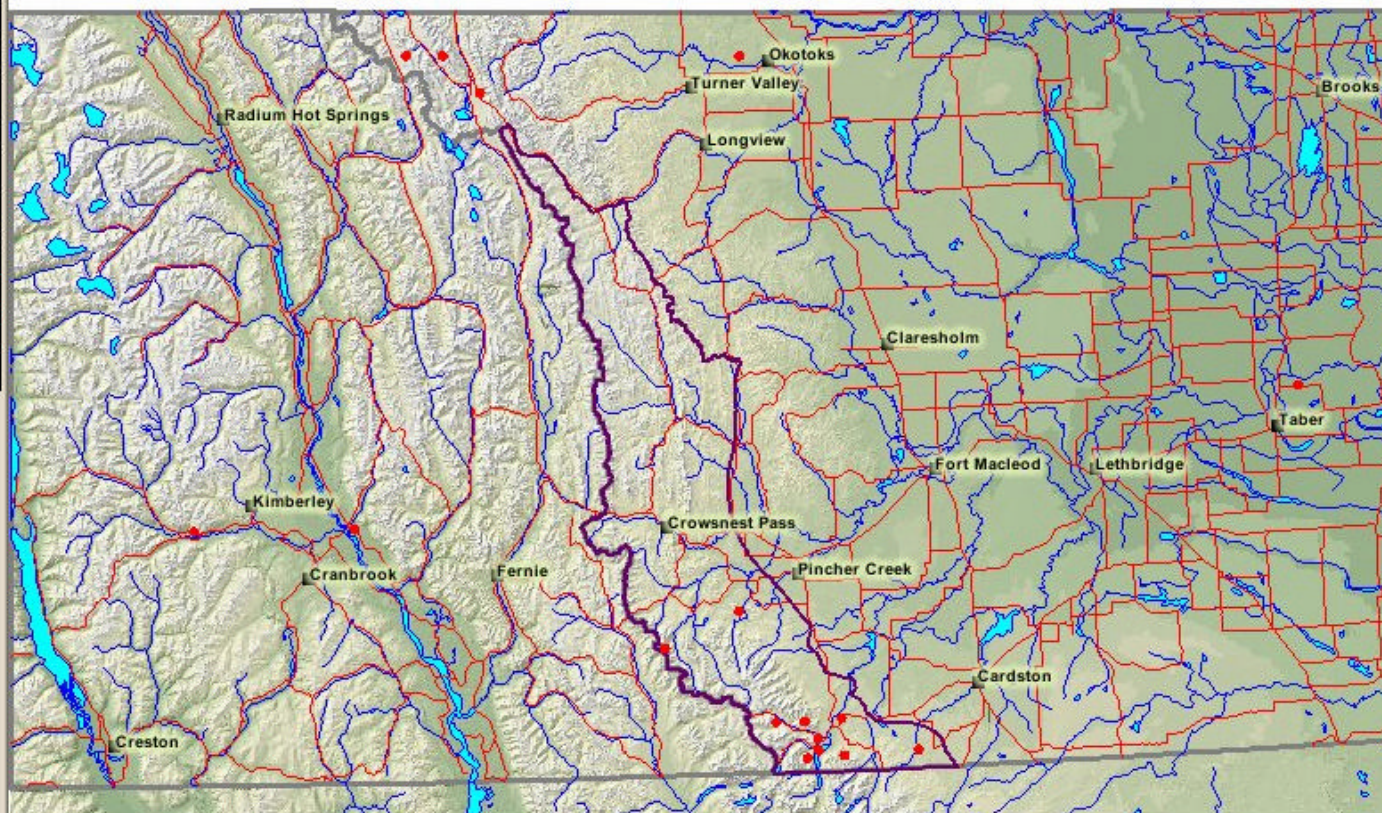 Okotoks
Turner Valley
Brooks
Radium Hot Springs
Longview
Claresholm
Taber
Fort Macleod
Lethbridge
Kimberley
Crowsnest Pass
Cranbrook
Fernie
Pincher Creek
Cardston
Creston